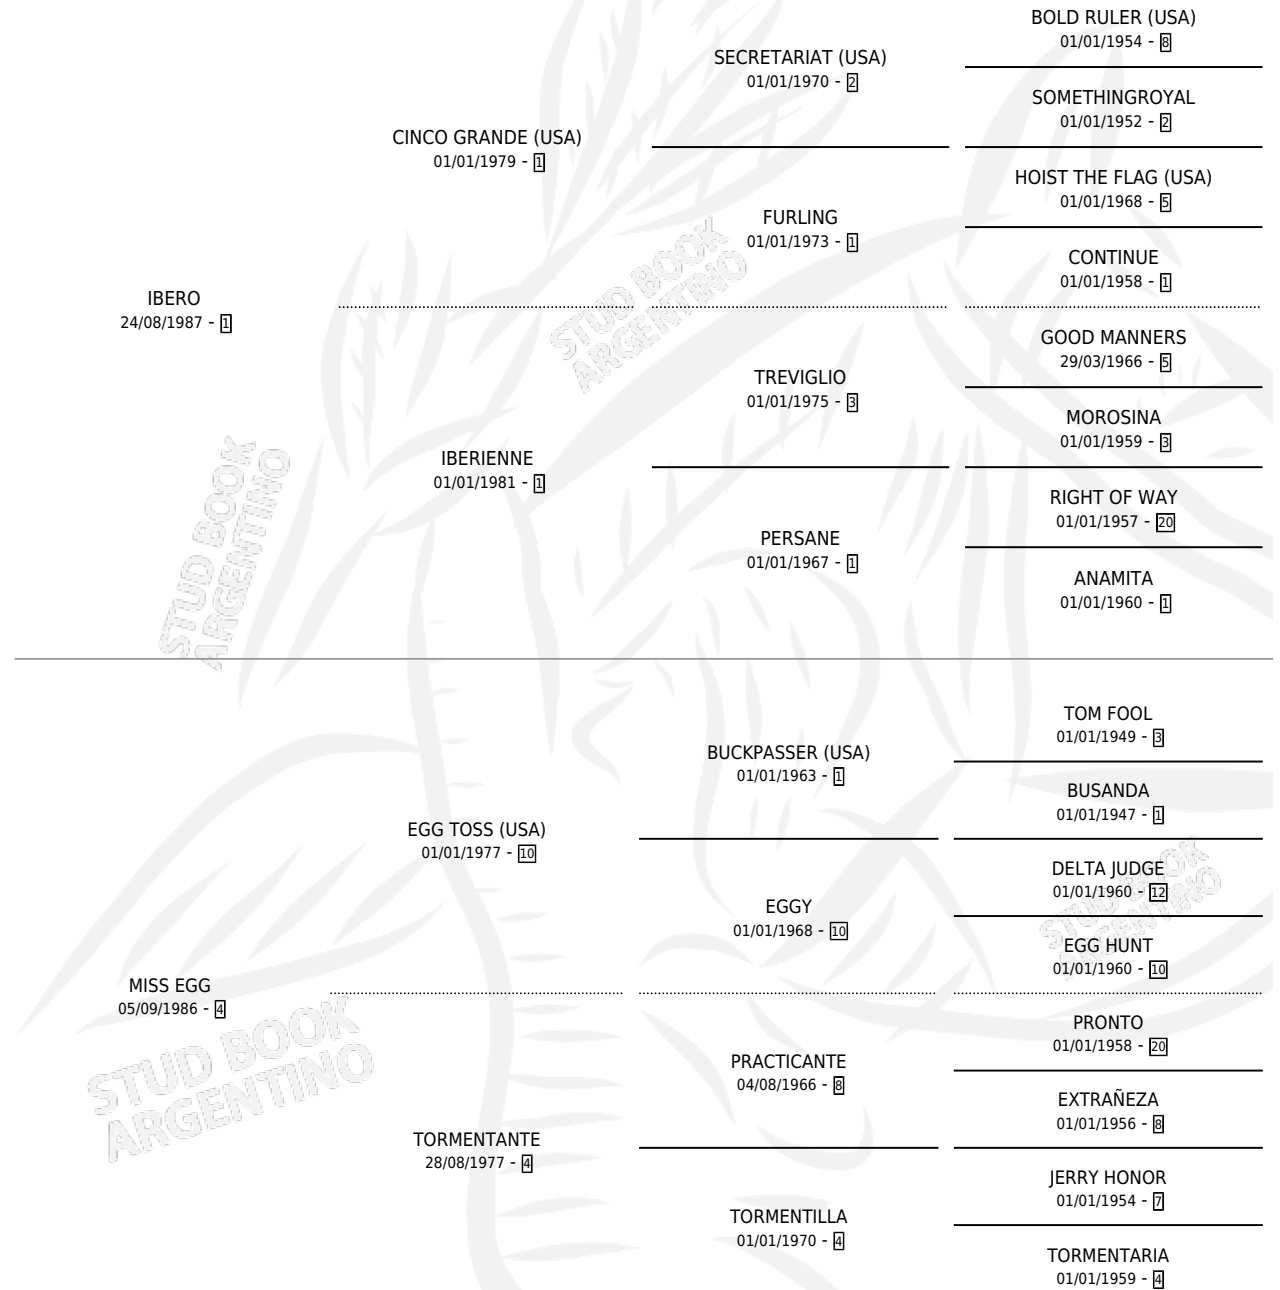 BOLD RULER (USA)
01/01/1954 - 8
SECRETARIAT (USA)
01/01/1970 - 2
SOMETHINGROYAL
01/01/1952 - 2
CINCO GRANDE (USA)
01/01/1979 - 1
HOIST THE FLAG (USA)
01/01/1968 - 5
FURLING
01/01/1973 - 1
CONTINUE
01/01/1958 - 1
IBERO
24/08/1987 - 1
GOOD MANNERS
29/03/1966 - 5
TREVIGLIO
01/01/1975 - 3
MOROSINA
01/01/1959 - 3
IBERIENNE
01/01/1981 - 1
RIGHT OF WAY
01/01/1957 - 20
PERSANE
01/01/1967 - 1
ANAMITA
01/01/1960 - 1
TOM FOOL
01/01/1949 - 3
BUCKPASSER (USA)
01/01/1963 - 1
BUSANDA
01/01/1947 - 1
EGG TOSS (USA)
01/01/1977 - 10
DELTA JUDGE
01/01/1960 - 12
EGGY
01/01/1968 - 10
EGG HUNT
01/01/1960 - 10
MISS EGG
05/09/1986 - 4
PRONTO
01/01/1958 - 20
PRACTICANTE
04/08/1966 - 8
EXTRAÑEZA
01/01/1956 - 8
TORMENTANTE
28/08/1977 - 4
JERRY HONOR
01/01/1954 - 7
TORMENTILLA
01/01/1970 - 4
TORMENTARIA
01/01/1959 - 4
STUD BOOK
ARGENTINO
STUD BOOK
ARGENTINO
STUD BOOK
ARGENTINO
STUD BOOK
ARGENTINO